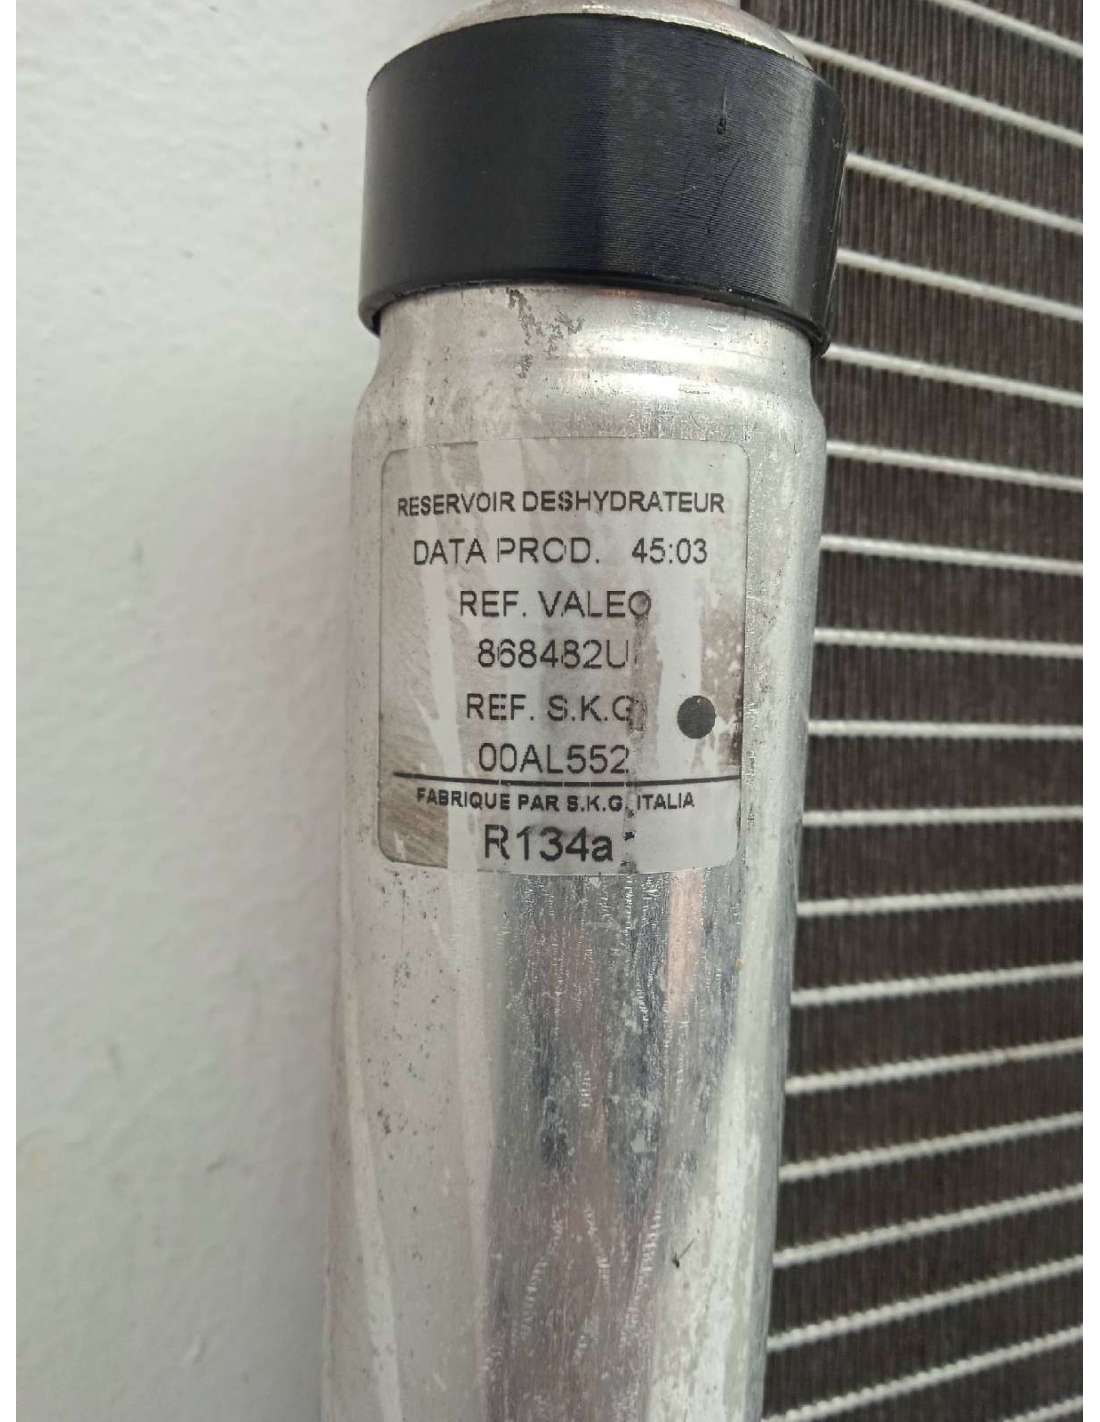 RESERVOIR DESHYDRATEUR
DATA PROD. 45:03
REF. VALEO
868482U
REF. S.K.G
00AL552
FABRIQUE PAR S.K.G. ITALIA
R134a